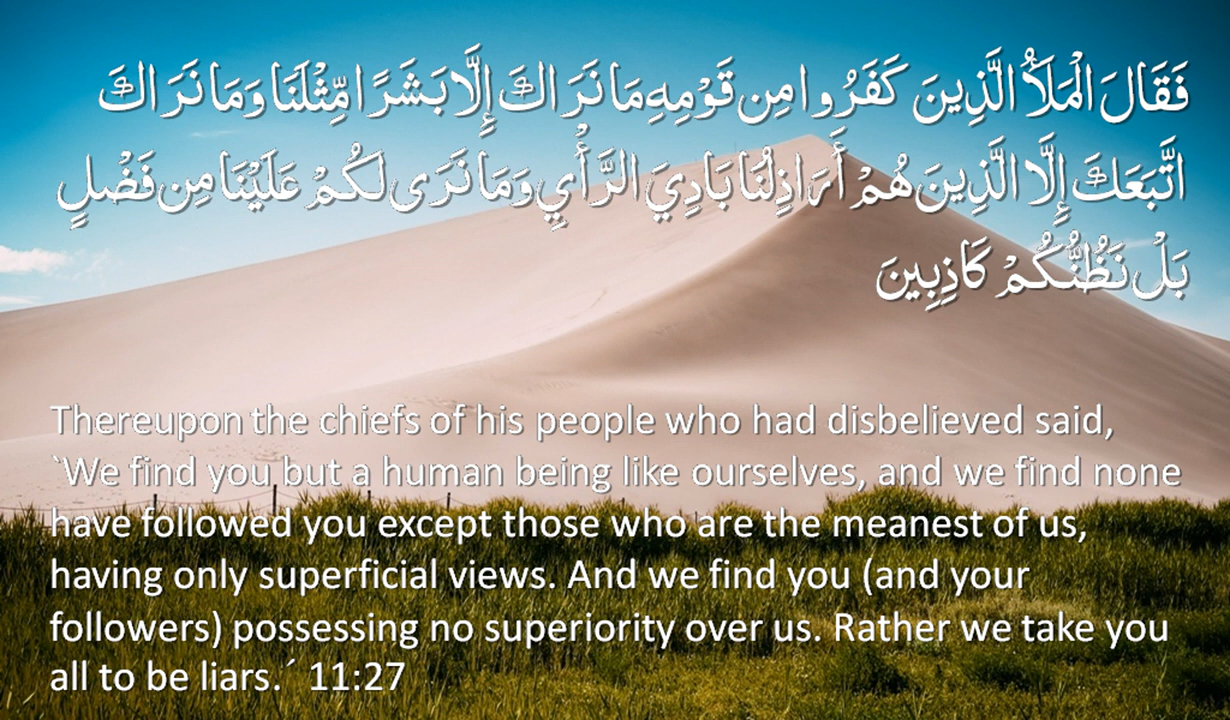 فَقَالَ الْمَلَأُ الَّذِينَ كَفَرُوا مِن قَوْمِهِ مَا نَرَاكَ إِلَّا بَشَرًا مِّثْلَنَا وَمَا نَرَاكَ
اتَّبَعَكَ إِلَّا الَّذِينَ هُمْ أَرَاذِلُنَا بَادِيَ الرَّأْيِ وَمَا نَرَى لَكُمْ عَلَيْنَا مِن فَضْلٍ
بَلْ نَظُنُّكُمْ كَاذِبِينَ
Thereupon the chiefs of his people who had disbelieved said,
`We find you but a human being like ourselves, and we find none
have followed you except those who are the meanest of us,
having only superficial views. And we find you (and your
followers) possessing no superiority over us. Rather we take you
all to be liars.´ 11:27